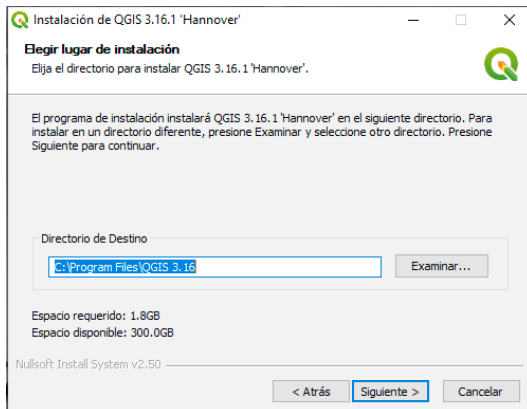 Instalación de QGIS 3.16.1 'Hannover'
Elegir lugar de instalación
Elija el directorio para instalar QGIS 3.16.1 'Hannover'.
El programa de instalación instalará QGIS 3.16.1 'Hannover' en el siguiente directorio. Para
instalar en un directorio diferente, presione Examinar y seleccione otro directorio. Presione
Siguiente para continuar.
Directorio de Destino
C:\Program Files\QGIS 3.16
Examinar...
Espacio requerido: 1.8GB
Espacio disponible: 300.0GB
Nullsoft Install System v2.50
< Atrás
Siguiente >
Cancelar